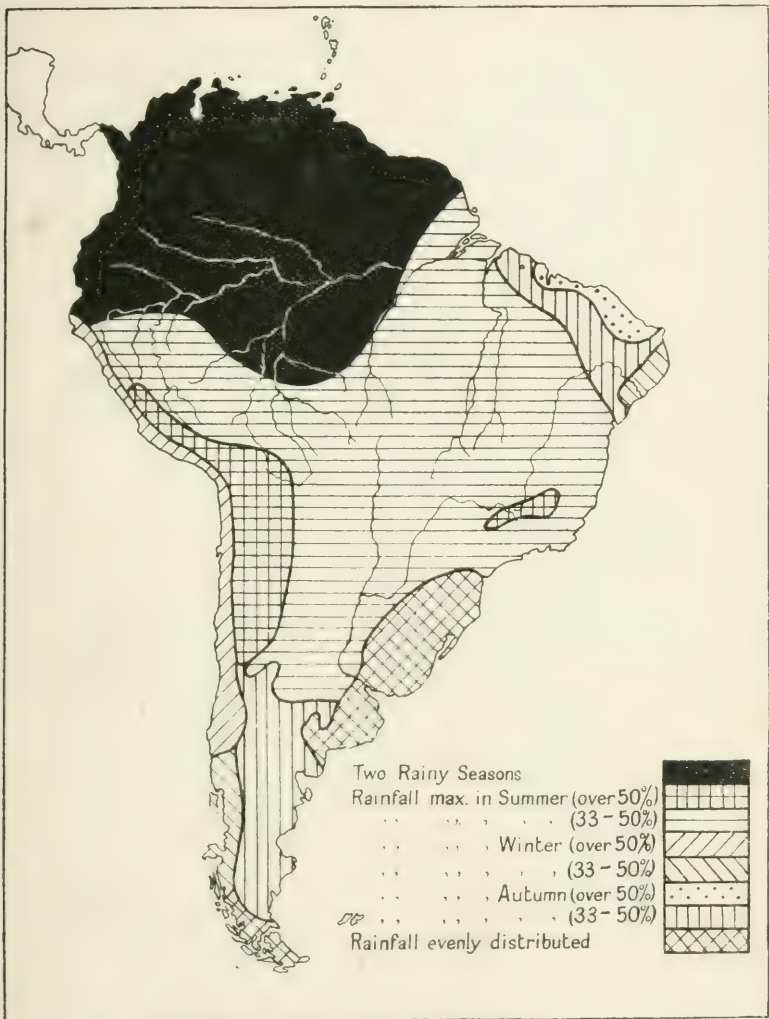 Two Rainy Seasons
Rainfall max. in Summer (over 50%)
,, ,, , , , (33-50%)
,, ,, , Winter (over 50%)
,, ,, , , , (33-50%)
,, ,, , Autumn (over 50%)
,, ,, , , , (33-50%)
Rainfall evenly distributed